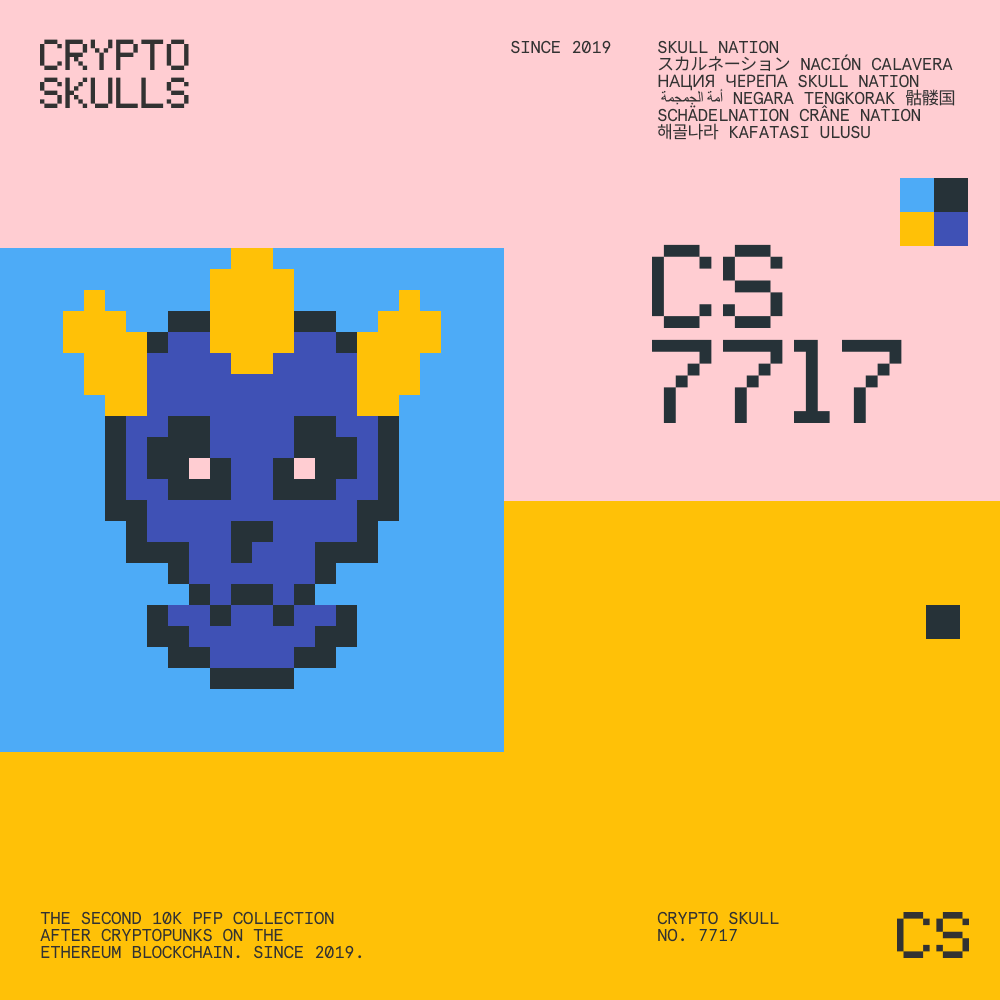 CRYPTO
SKULLS
SINCE 2019
SKULL NATION
スカルネーション NACIÓN CALAVERA
НАЦИЯ ЧЕРЕПА SKULL NATION
أمة الجمجمة NEGARA TENGKORAK 骷髅国
SCHÄDELNATION CRÂNE NATION
해골나라 KAFATASI ULUSU
CS
7717
THE SECOND 10K PFP COLLECTION
AFTER CRYPTOPUNKS ON THE
ETHEREUM BLOCKCHAIN. SINCE 2019.
CRYPTO SKULL
NO. 7717
CS